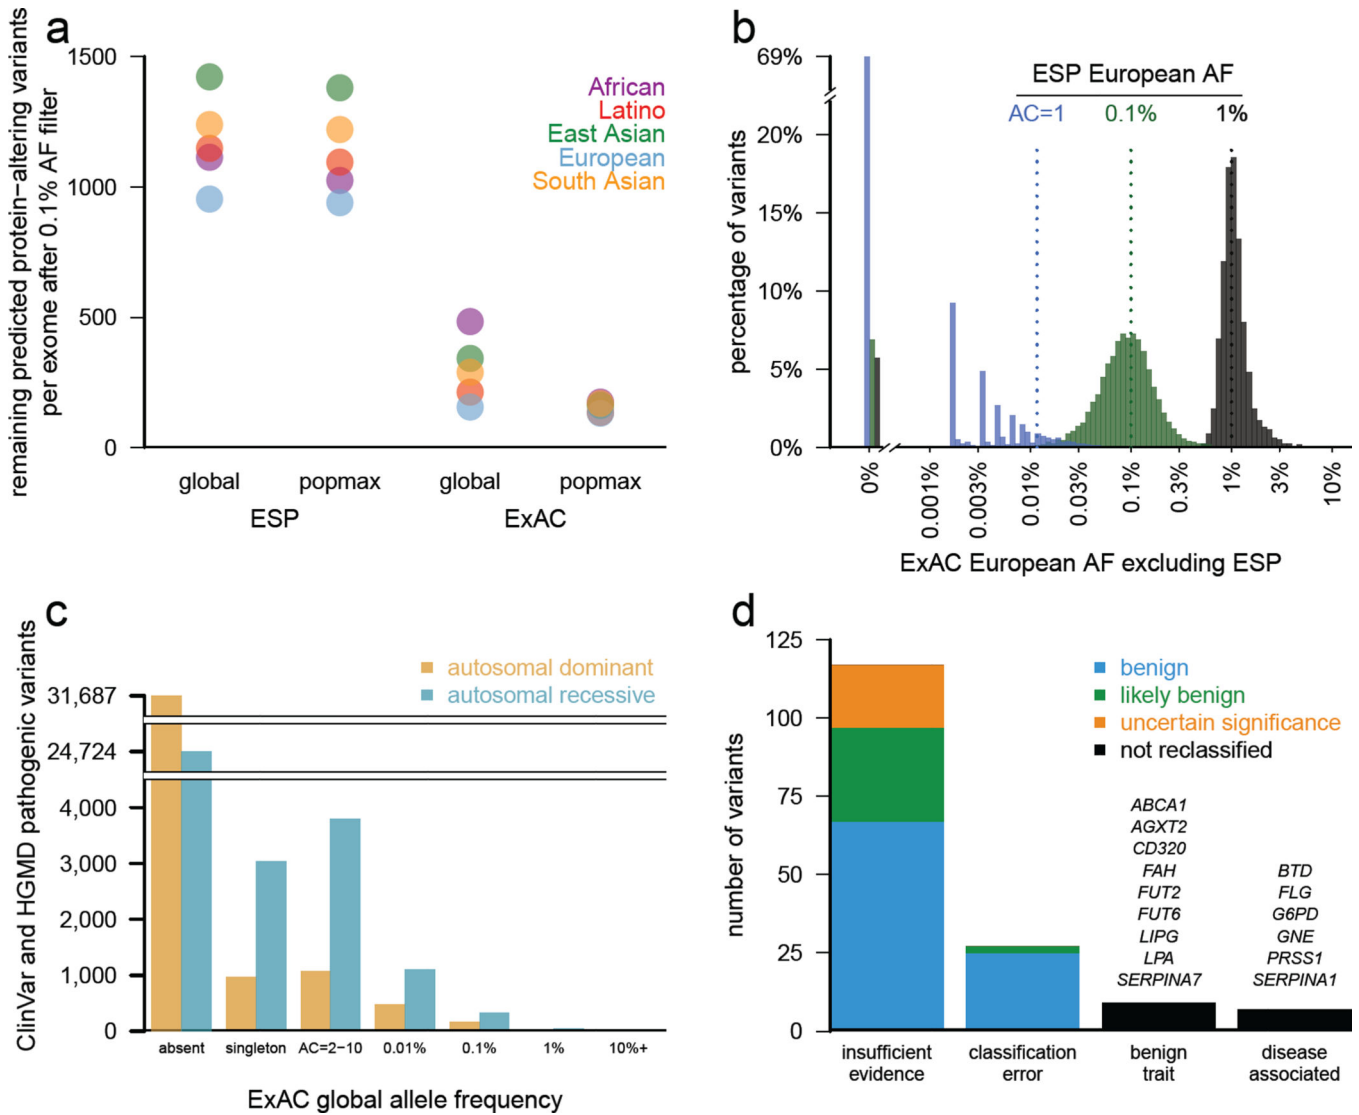 a
remaining predicted protein-altering variants
per exome after 0.1% AF filter
1500
1000
500
0
African
Latino
East Asian
European
South Asian
global
popmax
global
popmax
ESP
ExAC
b
percentage of variants
69%
20%
15%
10%
5%
0%
ESP European AF
AC=1
0.1%
1%
0%
0.001%
0.003%
0.01%
0.03%
0.1%
0.3%
1%
3%
10%
ExAC European AF excluding ESP
c
ClinVar and HGMD pathogenic variants
31,687
24,724
4,000
3,000
2,000
1,000
0
autosomal dominant
autosomal recessive
absent
singleton
AC=2-10
0.01%
0.1%
1%
10%+
ExAC global allele frequency
d
number of variants
125
100
75
50
25
0
benign
likely benign
uncertain significance
not reclassified
ABCA1
AGXT2
CD320
FAH
FUT2
FUT6
LIPG
LPA
SERPINA7
BTD
FLG
G6PD
GNE
PRSS1
SERPINA1
insufficient
evidence
classification
error
benign
trait
disease
associated